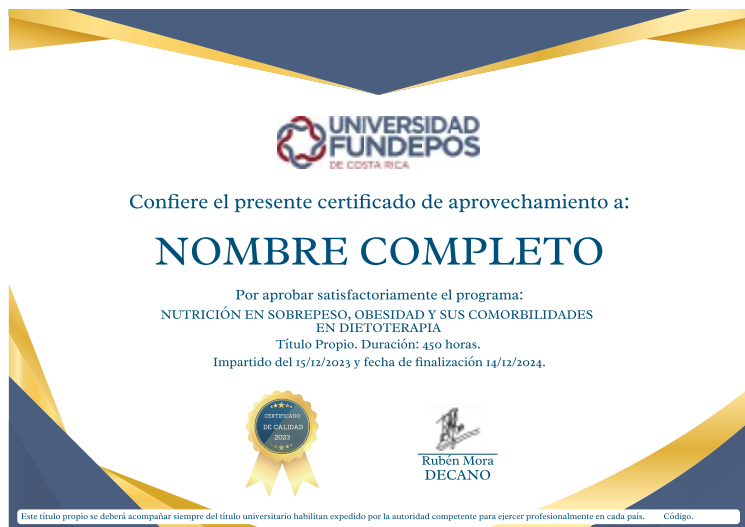 UNIVERSIDAD
FUNDEPOS
DE COSTA RICA
Confiere el presente certificado de aprovechamiento a:
NOMBRE COMPLETO
Por aprobar satisfactoriamente el programa:
NUTRICIÓN EN SOBREPESO, OBESIDAD Y SUS COMORBILIDADES
EN DIETOTERAPIA
Título Propio. Duración: 450 horas.
Impartido del 15/12/2023 y fecha de finalización 14/12/2024.
CERTIFICADO
DE CALIDAD
2023
Rubén Mora
DECANO
Este título propio se deberá acompañar siempre del título universitario habilitan expedido por la autoridad competente para ejercer profesionalmente en cada país. Código.